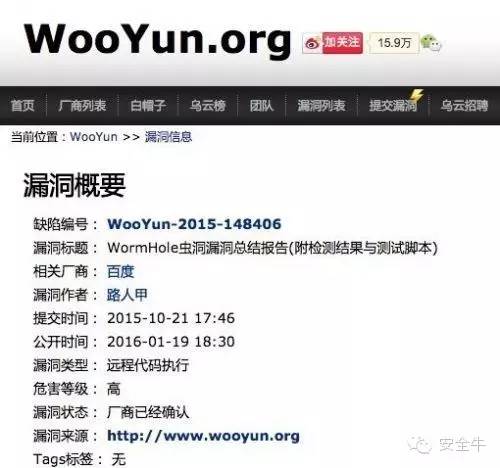 WooYun.org
加关注 15.9万
首页 厂商列表 白帽子 乌云榜 团队 漏洞列表 提交漏洞 乌云招聘
当前位置：WooYun >> 漏洞信息
漏洞概要
缺陷编号： WooYun-2015-148406
漏洞标题： WormHole虫洞漏洞总结报告(附检测结果与测试脚本)
相关厂商： 百度
漏洞作者： 路人甲
提交时间： 2015-10-21 17:46
公开时间： 2016-01-19 18:30
漏洞类型： 远程代码执行
危害等级： 高
漏洞状态： 厂商已经确认
漏洞来源： http://www.wooyun.org
Tags标签： 无
安全牛